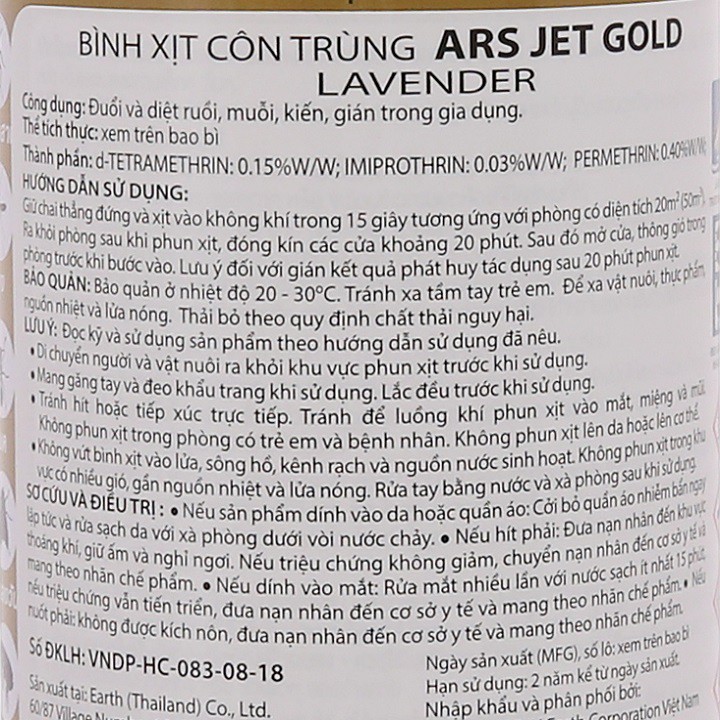 BÌNH XỊT CÔN TRÙNG ARS JET GOLD
LAVENDER
Công dụng: Đuổi và diệt ruồi, muỗi, kiến, gián trong gia dụng.
Thể tích thực: xem trên bao bì
Thành phần: d-TETRAMETHRIN: 0.15%W/W; IMIPROTHRIN: 0.03%W/W; PERMETHRIN: 0.40%W/W
HƯỚNG DẪN SỬ DỤNG:
Giữ chai thẳng đứng và xịt vào không khí trong 15 giây tương ứng với phòng có diện tích 20m² (50m³).
Ra khỏi phòng sau khi phun xịt, đóng kín các cửa khoảng 20 phút. Sau đó mở cửa, thông gió trong
phòng trước khi bước vào. Lưu ý đối với gián kết quả phát huy tác dụng sau 20 phút phun xịt.
BẢO QUẢN: Bảo quản ở nhiệt độ 20 - 30°C. Tránh xa tầm tay trẻ em. Để xa vật nuôi, thực phẩm,
nguồn nhiệt và lửa nóng. Thải bỏ theo quy định chất thải nguy hại.
LƯU Ý: Đọc kỹ và sử dụng sản phẩm theo hướng dẫn sử dụng đã nêu.
• Di chuyển người và vật nuôi ra khỏi khu vực phun xịt trước khi sử dụng.
• Mang găng tay và đeo khẩu trang khi sử dụng. Lắc đều trước khi sử dụng.
• Tránh hít hoặc tiếp xúc trực tiếp. Tránh để luồng khí phun xịt vào mắt, miệng và mũi.
Không phun xịt trong phòng có trẻ em và bệnh nhân. Không phun xịt lên da hoặc lên cơ thể.
• Không vứt bình xịt vào lửa, sông hồ, kênh rạch và nguồn nước sinh hoạt. Không phun xịt trong khu
vực có nhiều gió, gần nguồn nhiệt và lửa nóng. Rửa tay bằng nước và xà phòng sau khi sử dụng.
SƠ CỨU VÀ ĐIỀU TRỊ : • Nếu sản phẩm dính vào da hoặc quần áo: Cởi bỏ quần áo nhiễm bẩn ngay
lập tức và rửa sạch da với xà phòng dưới vòi nước chảy. • Nếu hít phải: Đưa nạn nhân đến khu vực
thoáng khí, giữ ấm và nghỉ ngơi. Nếu triệu chứng không giảm, chuyển nạn nhân đến cơ sở y tế và
mang theo nhãn chế phẩm. • Nếu dính vào mắt: Rửa mắt nhiều lần với nước sạch ít nhất 15 phút,
nếu triệu chứng vẫn tiến triển, đưa nạn nhân đến cơ sở y tế và mang theo nhãn chế phẩm. • Nếu
nuốt phải: không được kích nôn, đưa nạn nhân đến cơ sở y tế và mang theo nhãn chế phẩm.
Số ĐKLH: VNDP-HC-083-08-18
Ngày sản xuất (MFG), số lô: xem trên bao bì
Hạn sử dụng: 2 năm kể từ ngày sản xuất.
Sản xuất tại: Earth (Thailand) Co., Ltd.
Nhập khẩu và phân phối bởi:
60/87 Village
Corporation Việt Nam